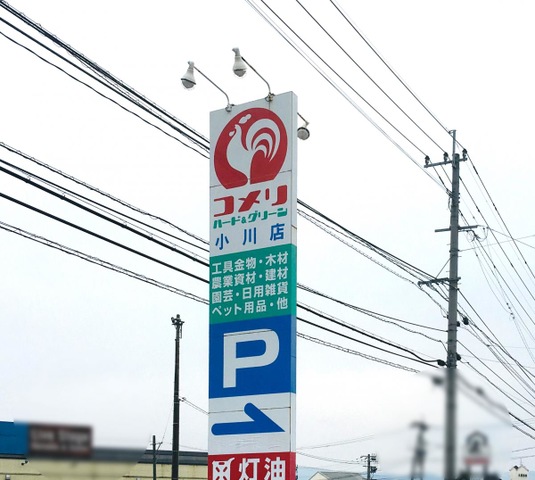 コメリ
ハード&グリーン
小川店
工具金物・木材
農業資材・建材
園芸・日用雑貨
ペット用品・他
P
灯油